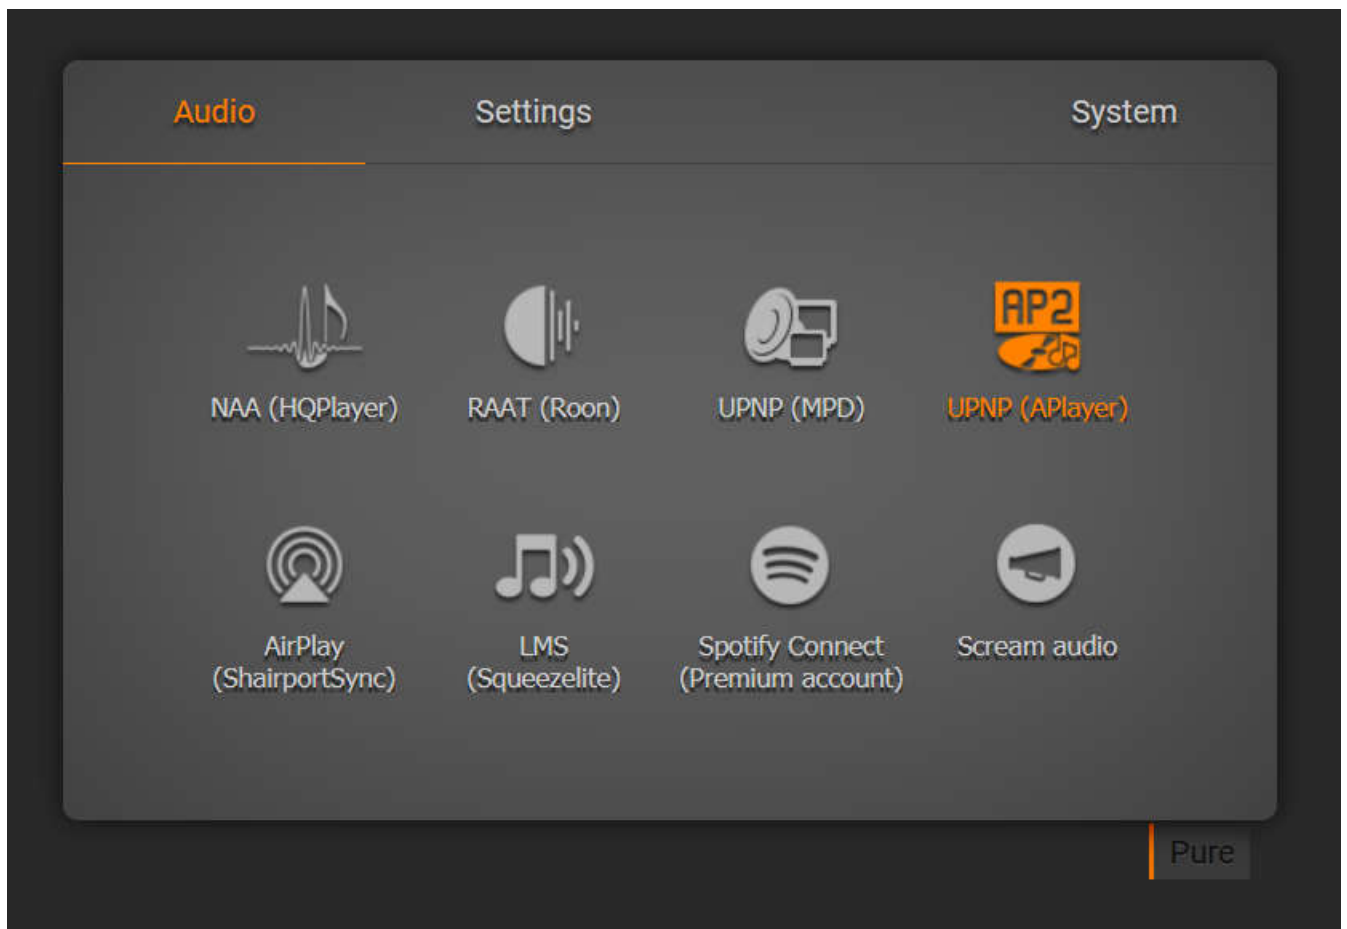 Audio Settings System
AP2
NAA (HQPlayer) RAAT (Roon) UPNP (MPD) UPNP (APlayer)
AirPlay LMS Spotify Connect Scream audio
(ShairportSync) (Squeezelite) (Premium account)
Pure